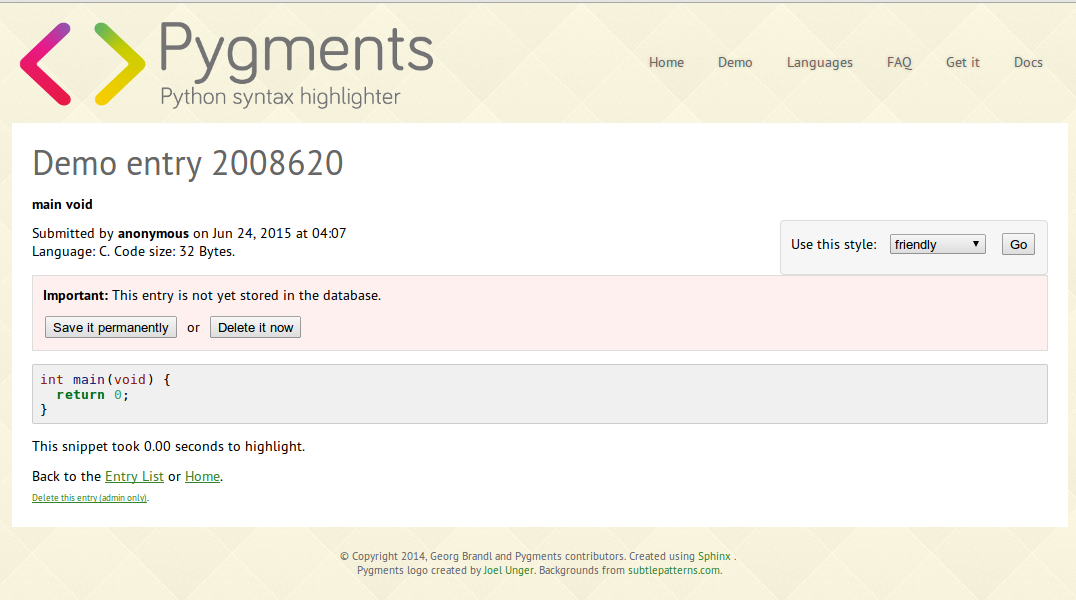 Pygments
Python syntax highlighter
Home Demo Languages FAQ Get it Docs
Demo entry 2008620
main void
Submitted by anonymous on Jun 24, 2015 at 04:07
Language: C. Code size: 32 Bytes.
Use this style: friendly Go
Important: This entry is not yet stored in the database.
Save it permanently or Delete it now
int main(void) {
  return 0;
}
This snippet took 0.00 seconds to highlight.
Back to the Entry List or Home.
Delete this entry (admin only).
© Copyright 2014, Georg Brandl and Pygments contributors. Created using Sphinx .
Pygments logo created by Joel Unger. Backgrounds from subtlepatterns.com.